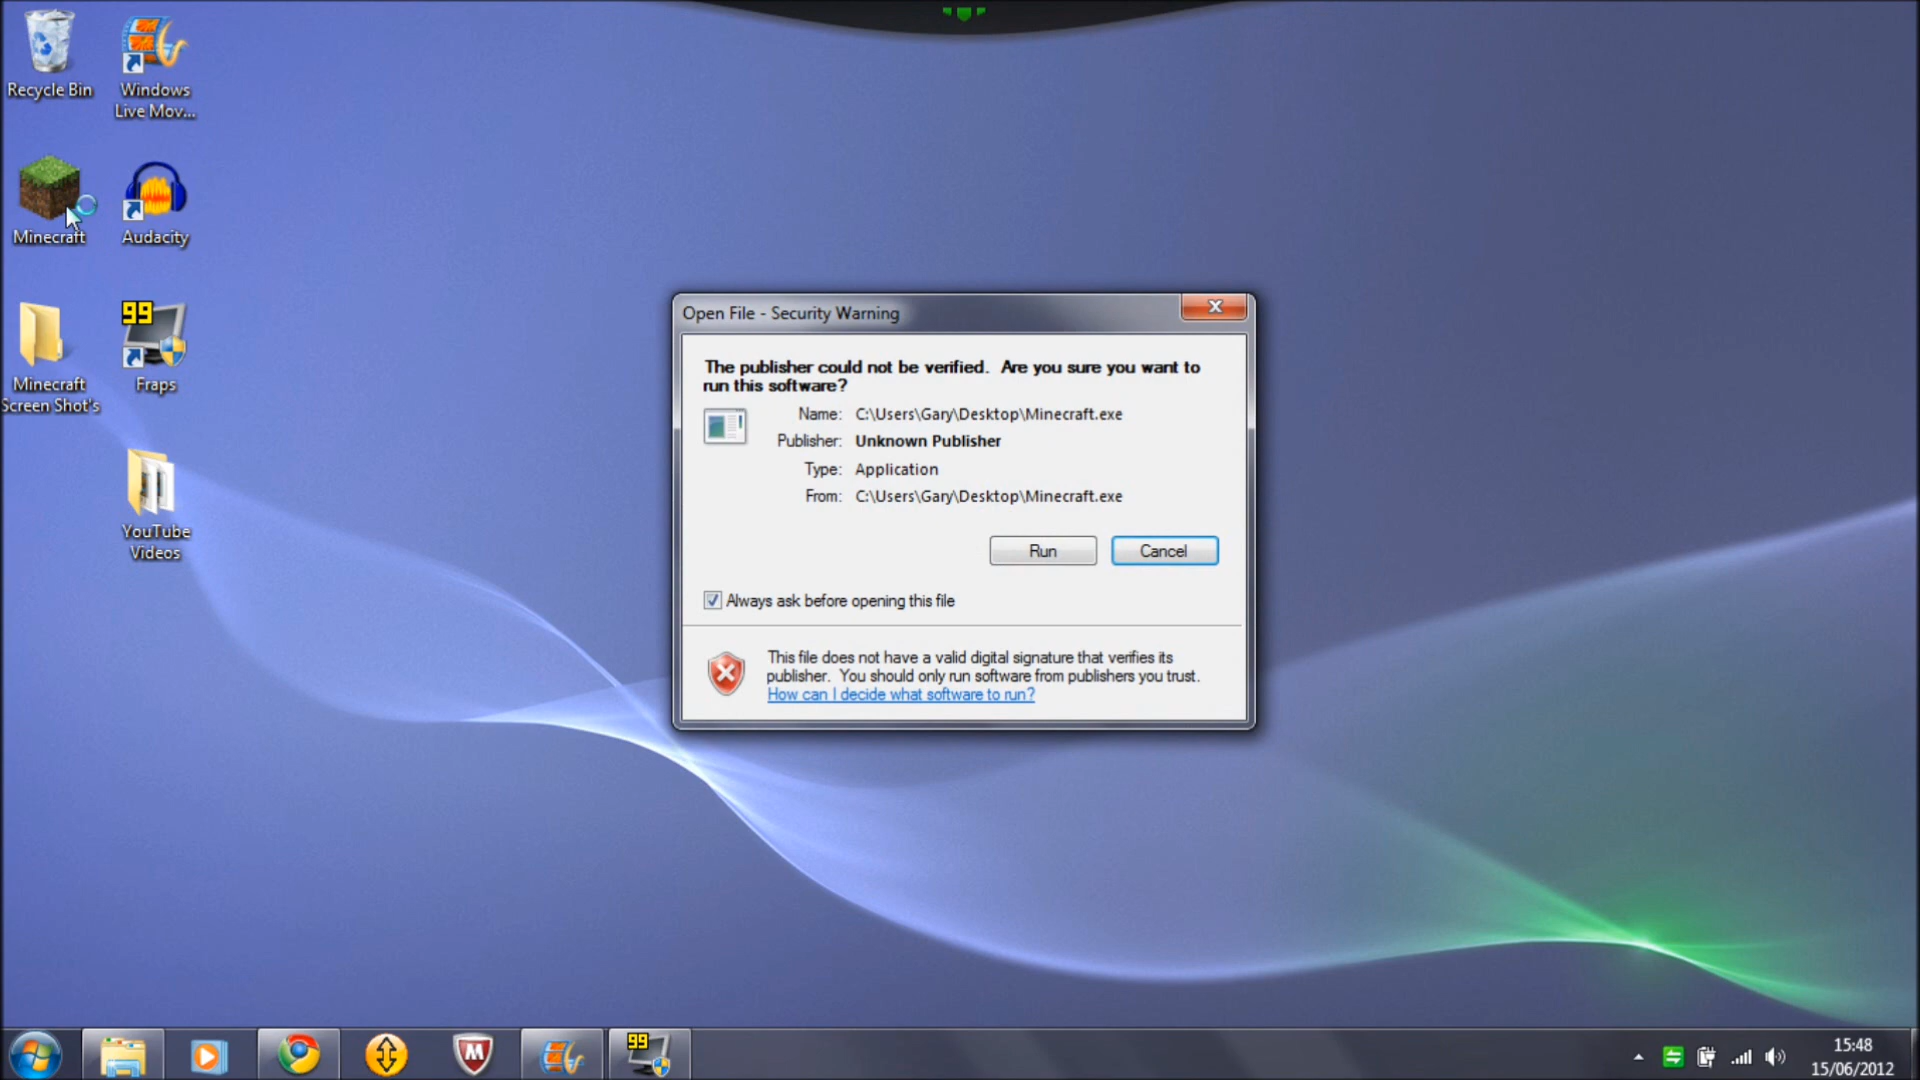 Recycle Bin
Windows
Live Mov...
Minecraft
Audacity
99
Minecraft
Screen Shot's
Fraps
YouTube
Videos
Open File - Security Warning
The publisher could not be verified. Are you sure you want to
run this software?
Name: C:\Users\Gary\Desktop\Minecraft.exe
Publisher: Unknown Publisher
Type: Application
From: C:\Users\Gary\Desktop\Minecraft.exe
Run
Cancel
Always ask before opening this file
This file does not have a valid digital signature that verifies its
publisher. You should only run software from publishers you trust.
How can I decide what software to run?
99
15:48
15/06/2012